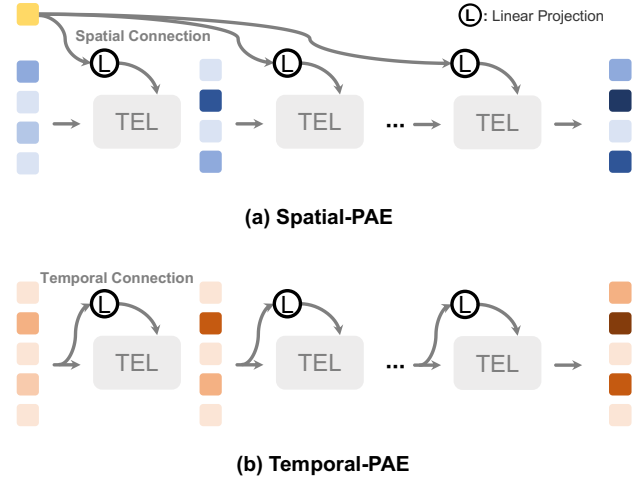 L : Linear Projection
Spatial Connection
L L L
TEL TEL ... TEL
(a) Spatial-PAE
Temporal Connection
L L L
TEL TEL ... TEL
(b) Temporal-PAE